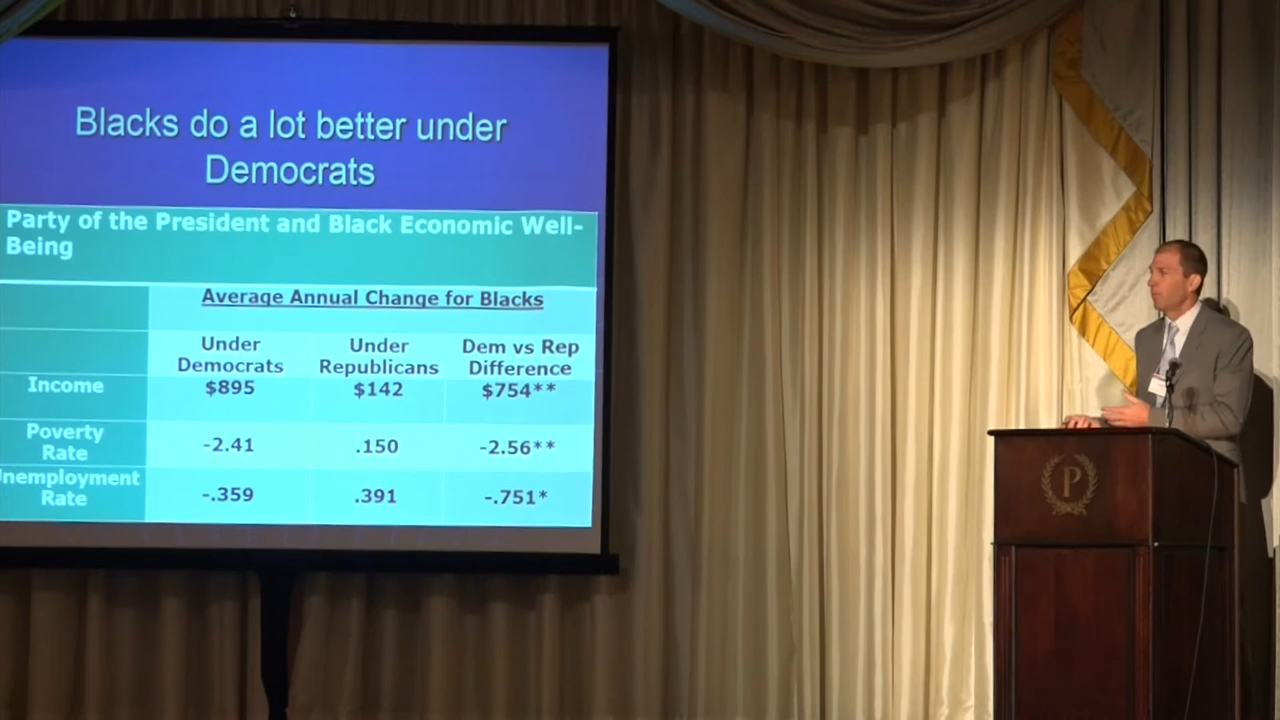 Blacks do a lot better under
Democrats
Party of the President and Black Economic Well-
Being
Average Annual Change for Blacks
Under Democrats Under Republicans Dem vs Rep Difference
Income $895 $142 $754**
Poverty Rate -2.41 .150 -2.56**
nemployment Rate -.359 .391 -.751*
P